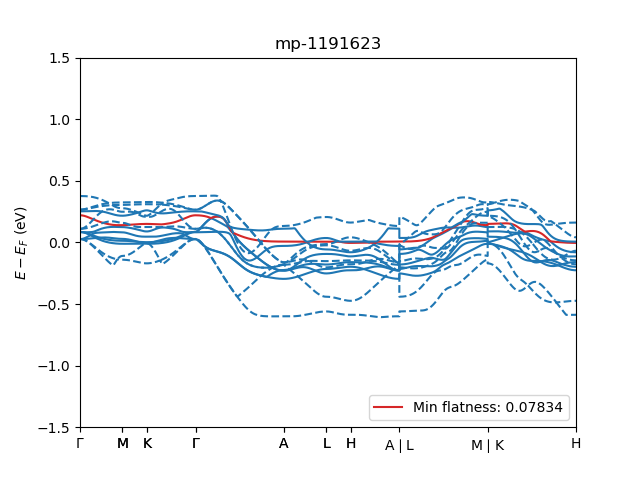 mp-1191623
E − E_F (eV)
1.5
1.0
0.5
0.0
−0.5
−1.0
−1.5
Min flatness: 0.07834
Γ M K Γ A L H A | L M | K H